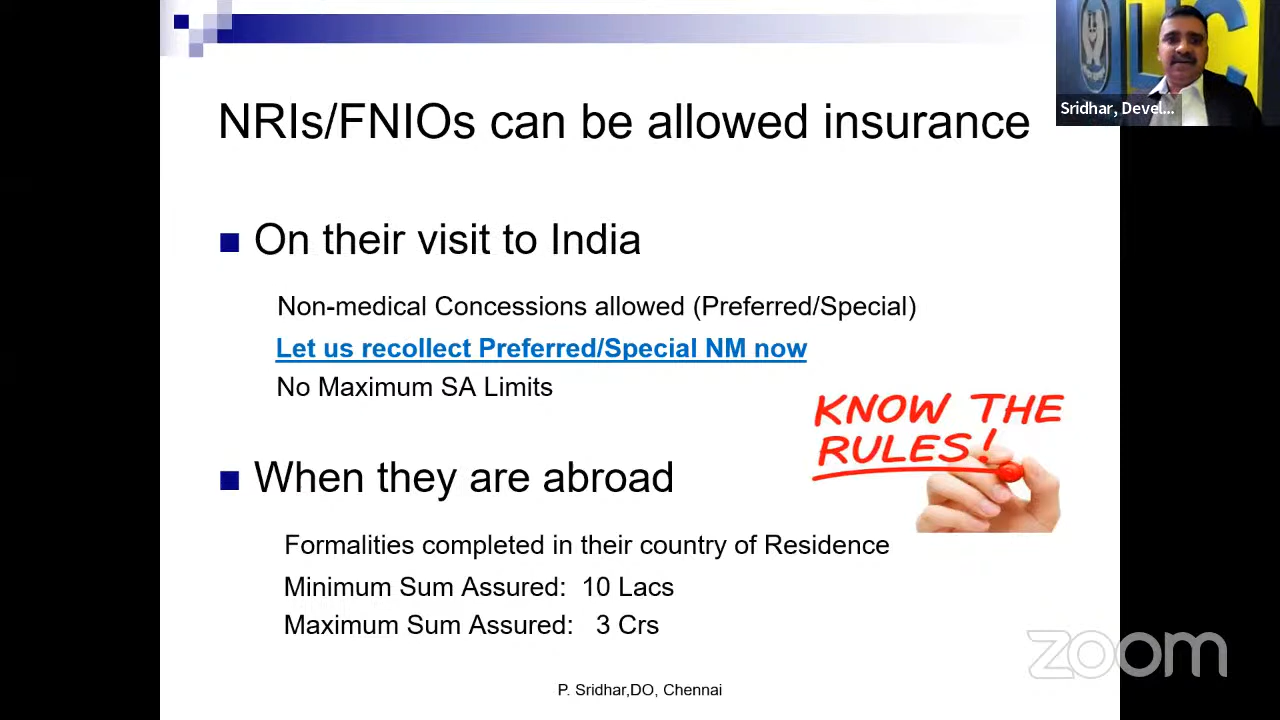 NRIs/FNIOs can be allowed insurance
Sridhar, Devel...
On their visit to India
Non-medical Concessions allowed (Preferred/Special)
Let us recollect Preferred/Special NM now
No Maximum SA Limits
KNOW THE
RULES!
When they are abroad
Formalities completed in their country of Residence
Minimum Sum Assured: 10 Lacs
Maximum Sum Assured: 3 Crs
zoom
P. Sridhar,DO, Chennai